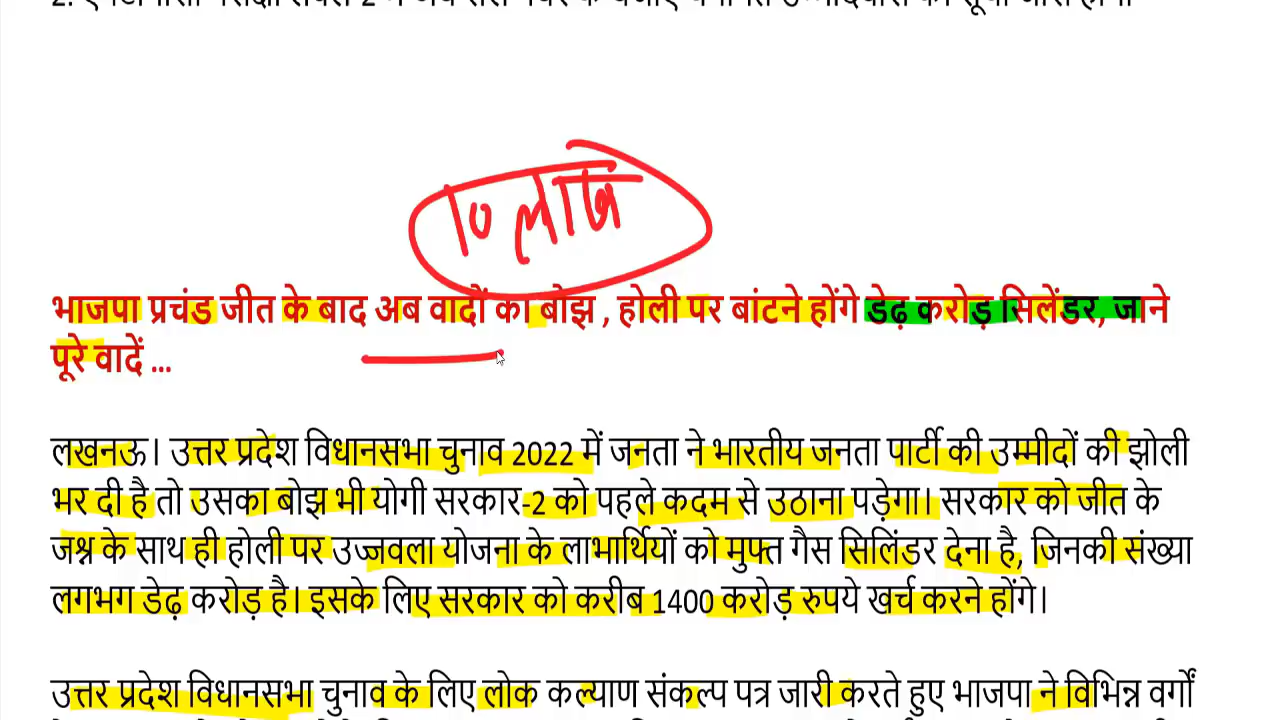 १० लाख
भाजपा प्रचंड जीत के बाद अब वादों का बोझ , होली पर बांटने होंगे डेढ़ करोड़ सिलेंडर, जाने
पूरे वादें ...
लखनऊ। उत्तर प्रदेश विधानसभा चुनाव 2022 में जनता ने भारतीय जनता पार्टी की उम्मीदों की झोली
भर दी है तो उसका बोझ भी योगी सरकार-2 को पहले कदम से उठाना पड़ेगा। सरकार को जीत के
जश्न के साथ ही होली पर उज्जवला योजना के लाभार्थियों को मुफ्त गैस सिलिंडर देना है, जिनकी संख्या
लगभग डेढ़ करोड़ है। इसके लिए सरकार को करीब 1400 करोड़ रुपये खर्च करने होंगे।
उत्तर प्रदेश विधानसभा चुनाव के लिए लोक कल्याण संकल्प पत्र जारी करते हुए भाजपा ने विभिन्न वर्गों